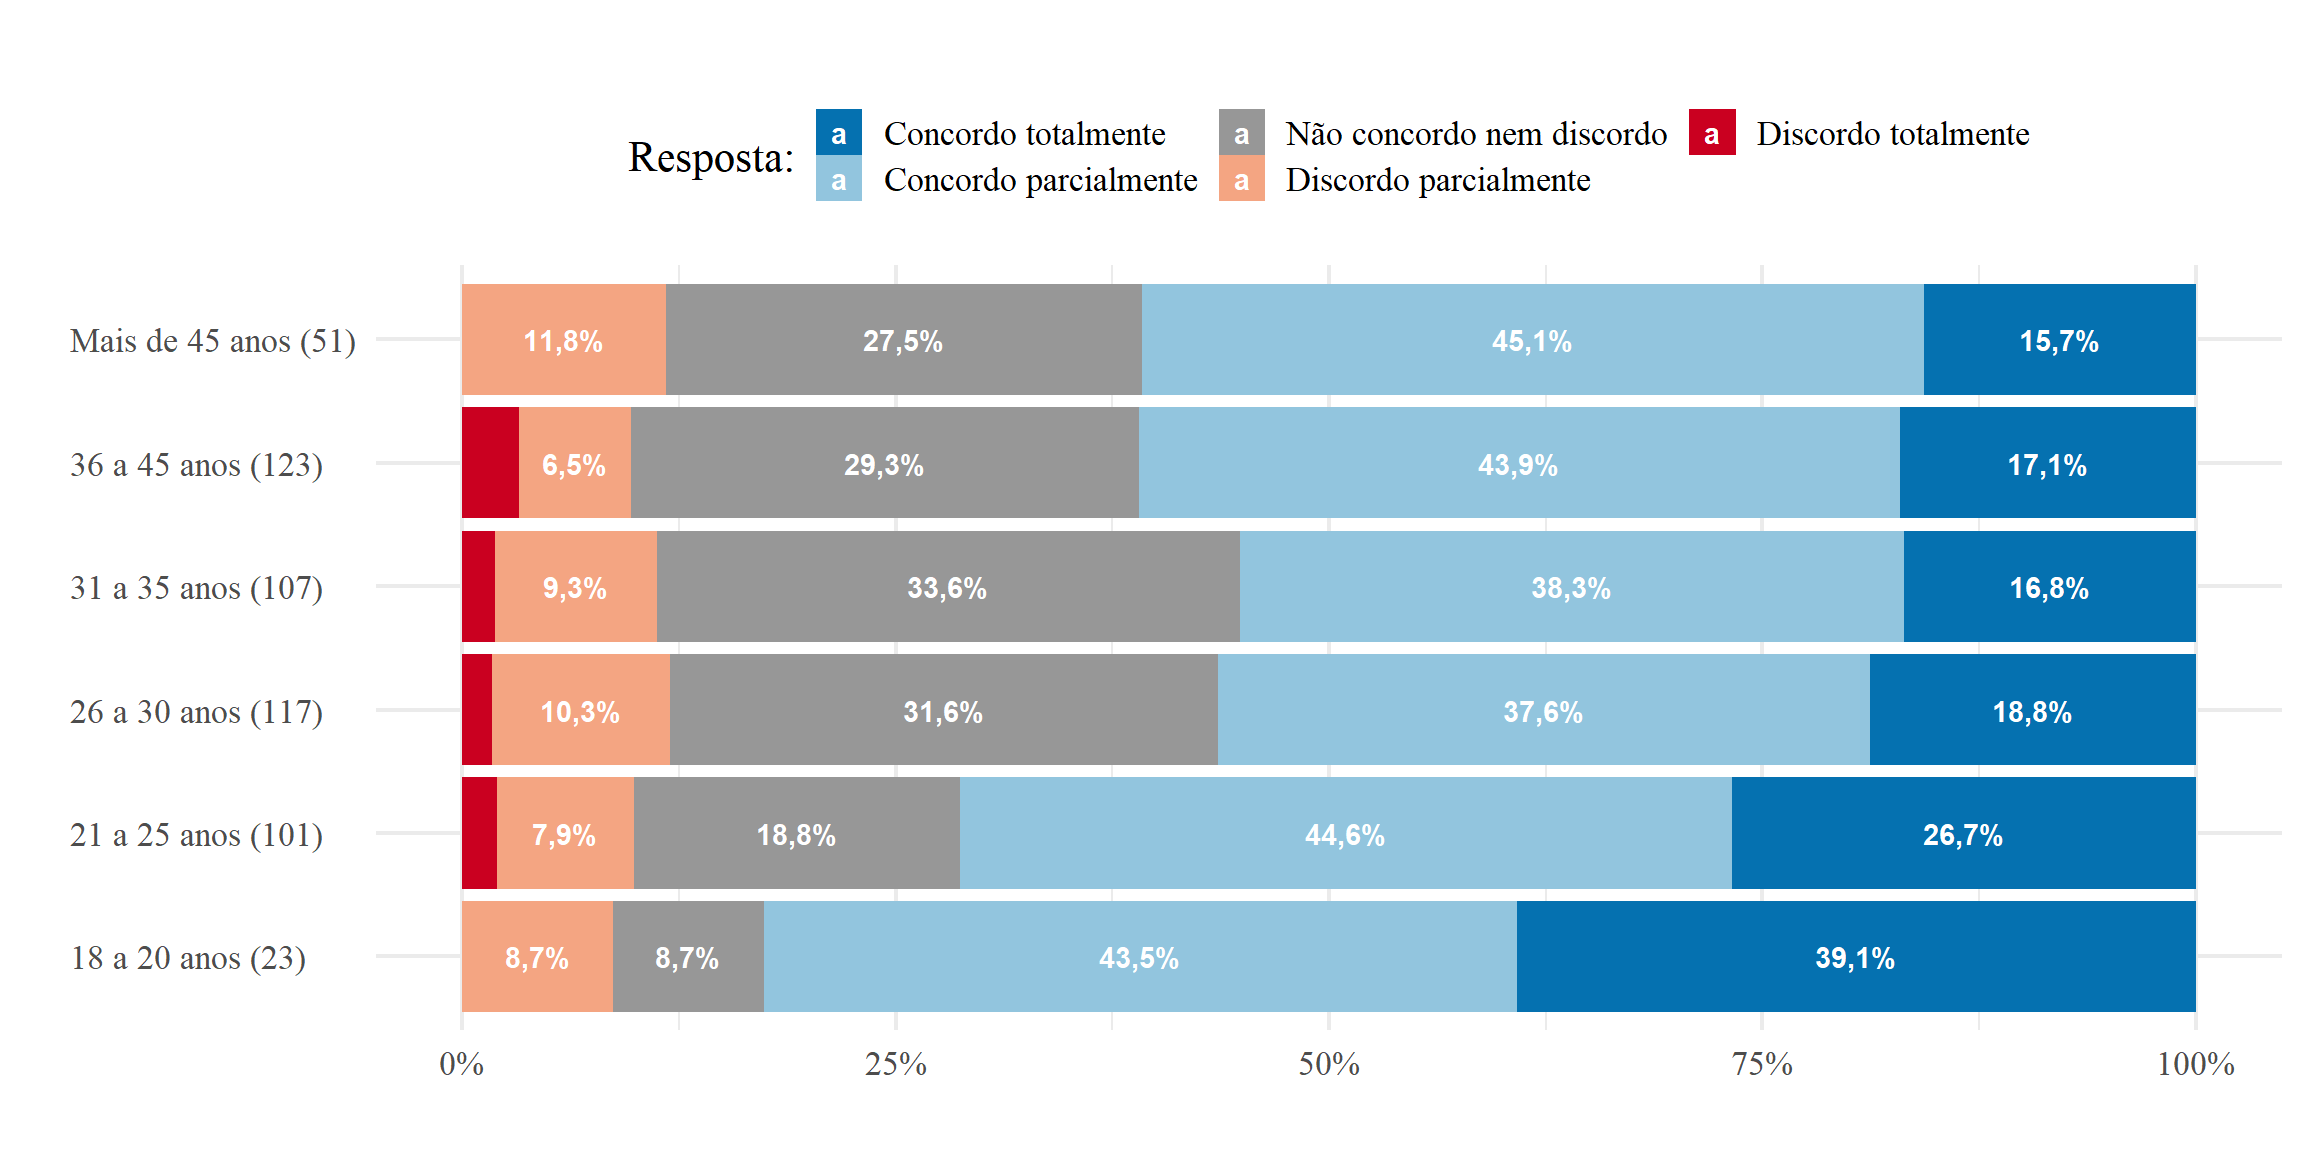 Resposta:
a Concordo totalmente
a Concordo parcialmente
a Não concordo nem discordo
a Discordo parcialmente
a Discordo totalmente
Mais de 45 anos (51) 11,8% 27,5% 45,1% 15,7%
36 a 45 anos (123) 6,5% 29,3% 43,9% 17,1%
31 a 35 anos (107) 9,3% 33,6% 38,3% 16,8%
26 a 30 anos (117) 10,3% 31,6% 37,6% 18,8%
21 a 25 anos (101) 7,9% 18,8% 44,6% 26,7%
18 a 20 anos (23) 8,7% 8,7% 43,5% 39,1%
0% 25% 50% 75% 100%